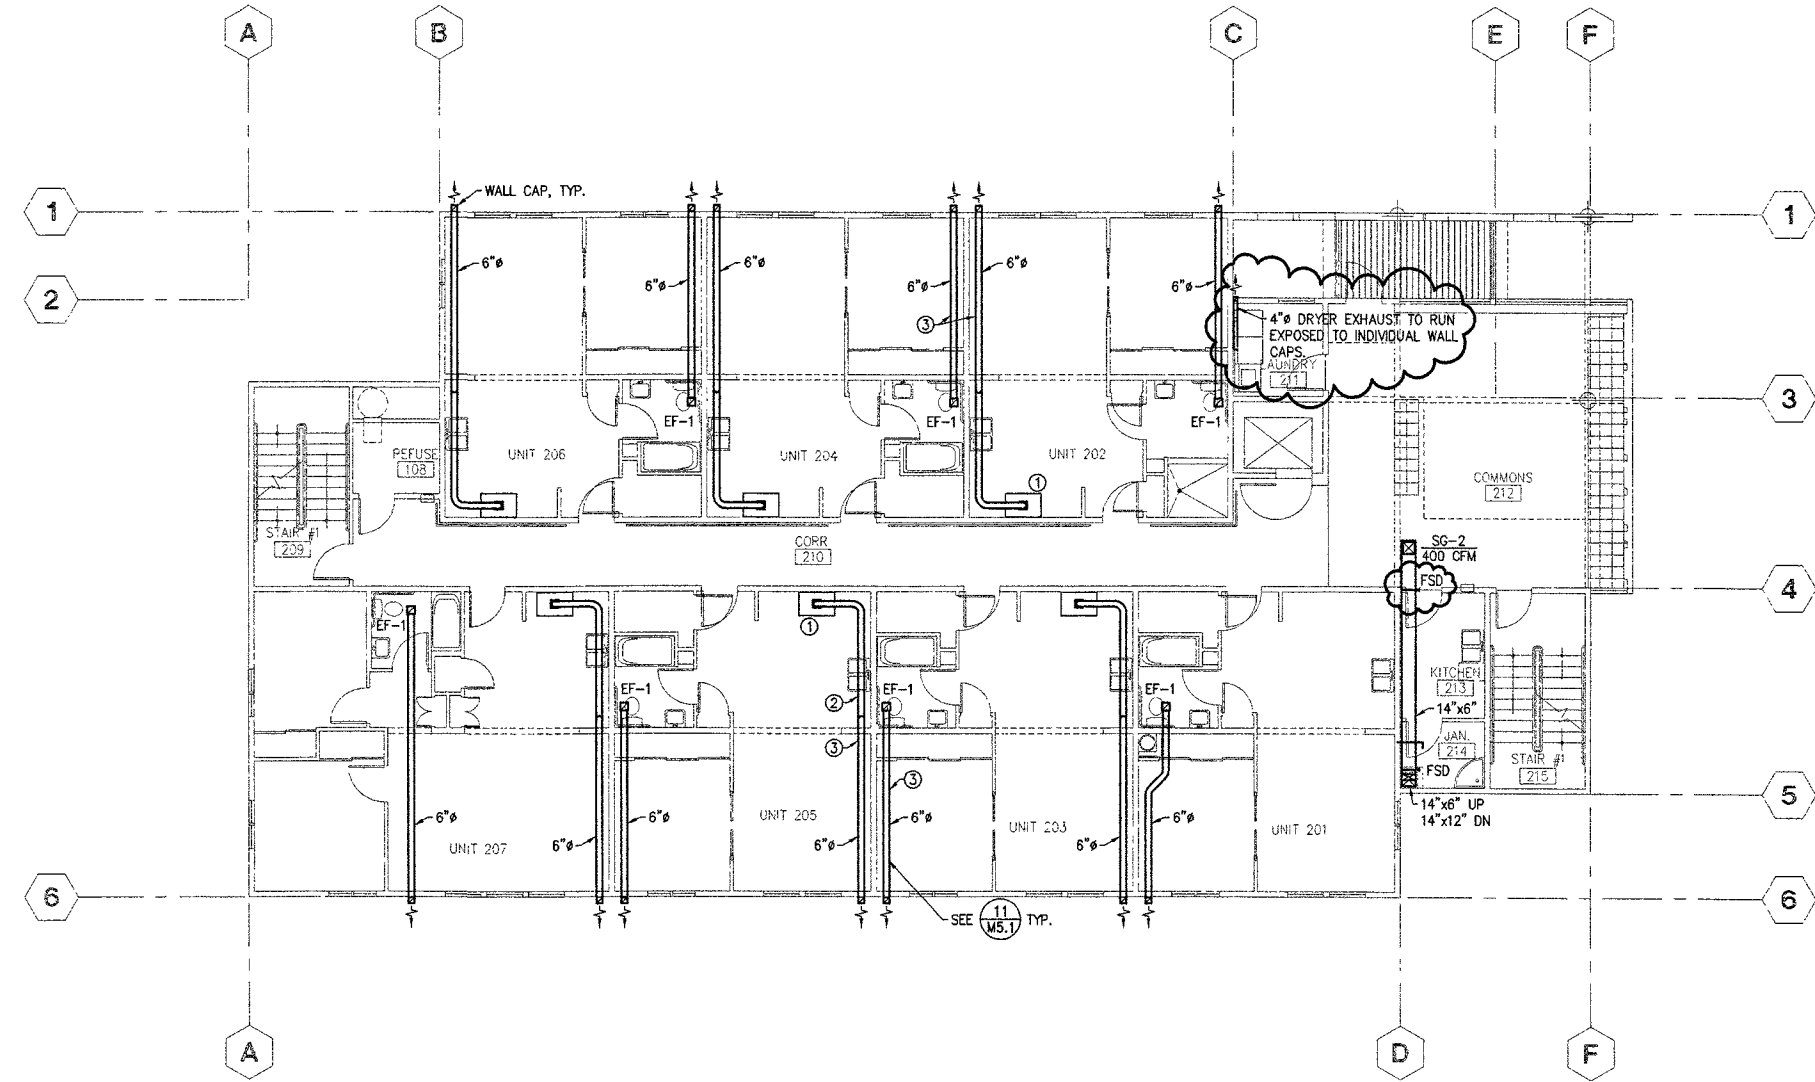 A
B
C
E
F
1
WALL CAP, TYP.
1
2
6"ø
6"ø
6"ø
6"ø
6"ø
6"ø
3
4"ø DRYER EXHAUST TO RUN
EXPOSED TO INDIVIDUAL WALL
CAPS.
LAUNDRY
211
3
EF-1
EF-1
EF-1
REFUSE
108
UNIT 206
UNIT 204
UNIT 202
1
COMMONS
212
STAIR #1
209
CORR
210
SG-2
400 CFM
FSD
4
EF-1
1
EF-1
EF-1
EF-1
2
3
3
KITCHEN
213
14"x6"
JAN.
214
STAIR #1
215
FSD
14"x6" UP
14"x12" DN
5
6"ø
UNIT 207
6"ø
6"ø
UNIT 205
6"ø
6"ø
UNIT 203
6"ø
6"ø
UNIT 201
6
SEE 11 TYP.
M5.1
6
A
D
F